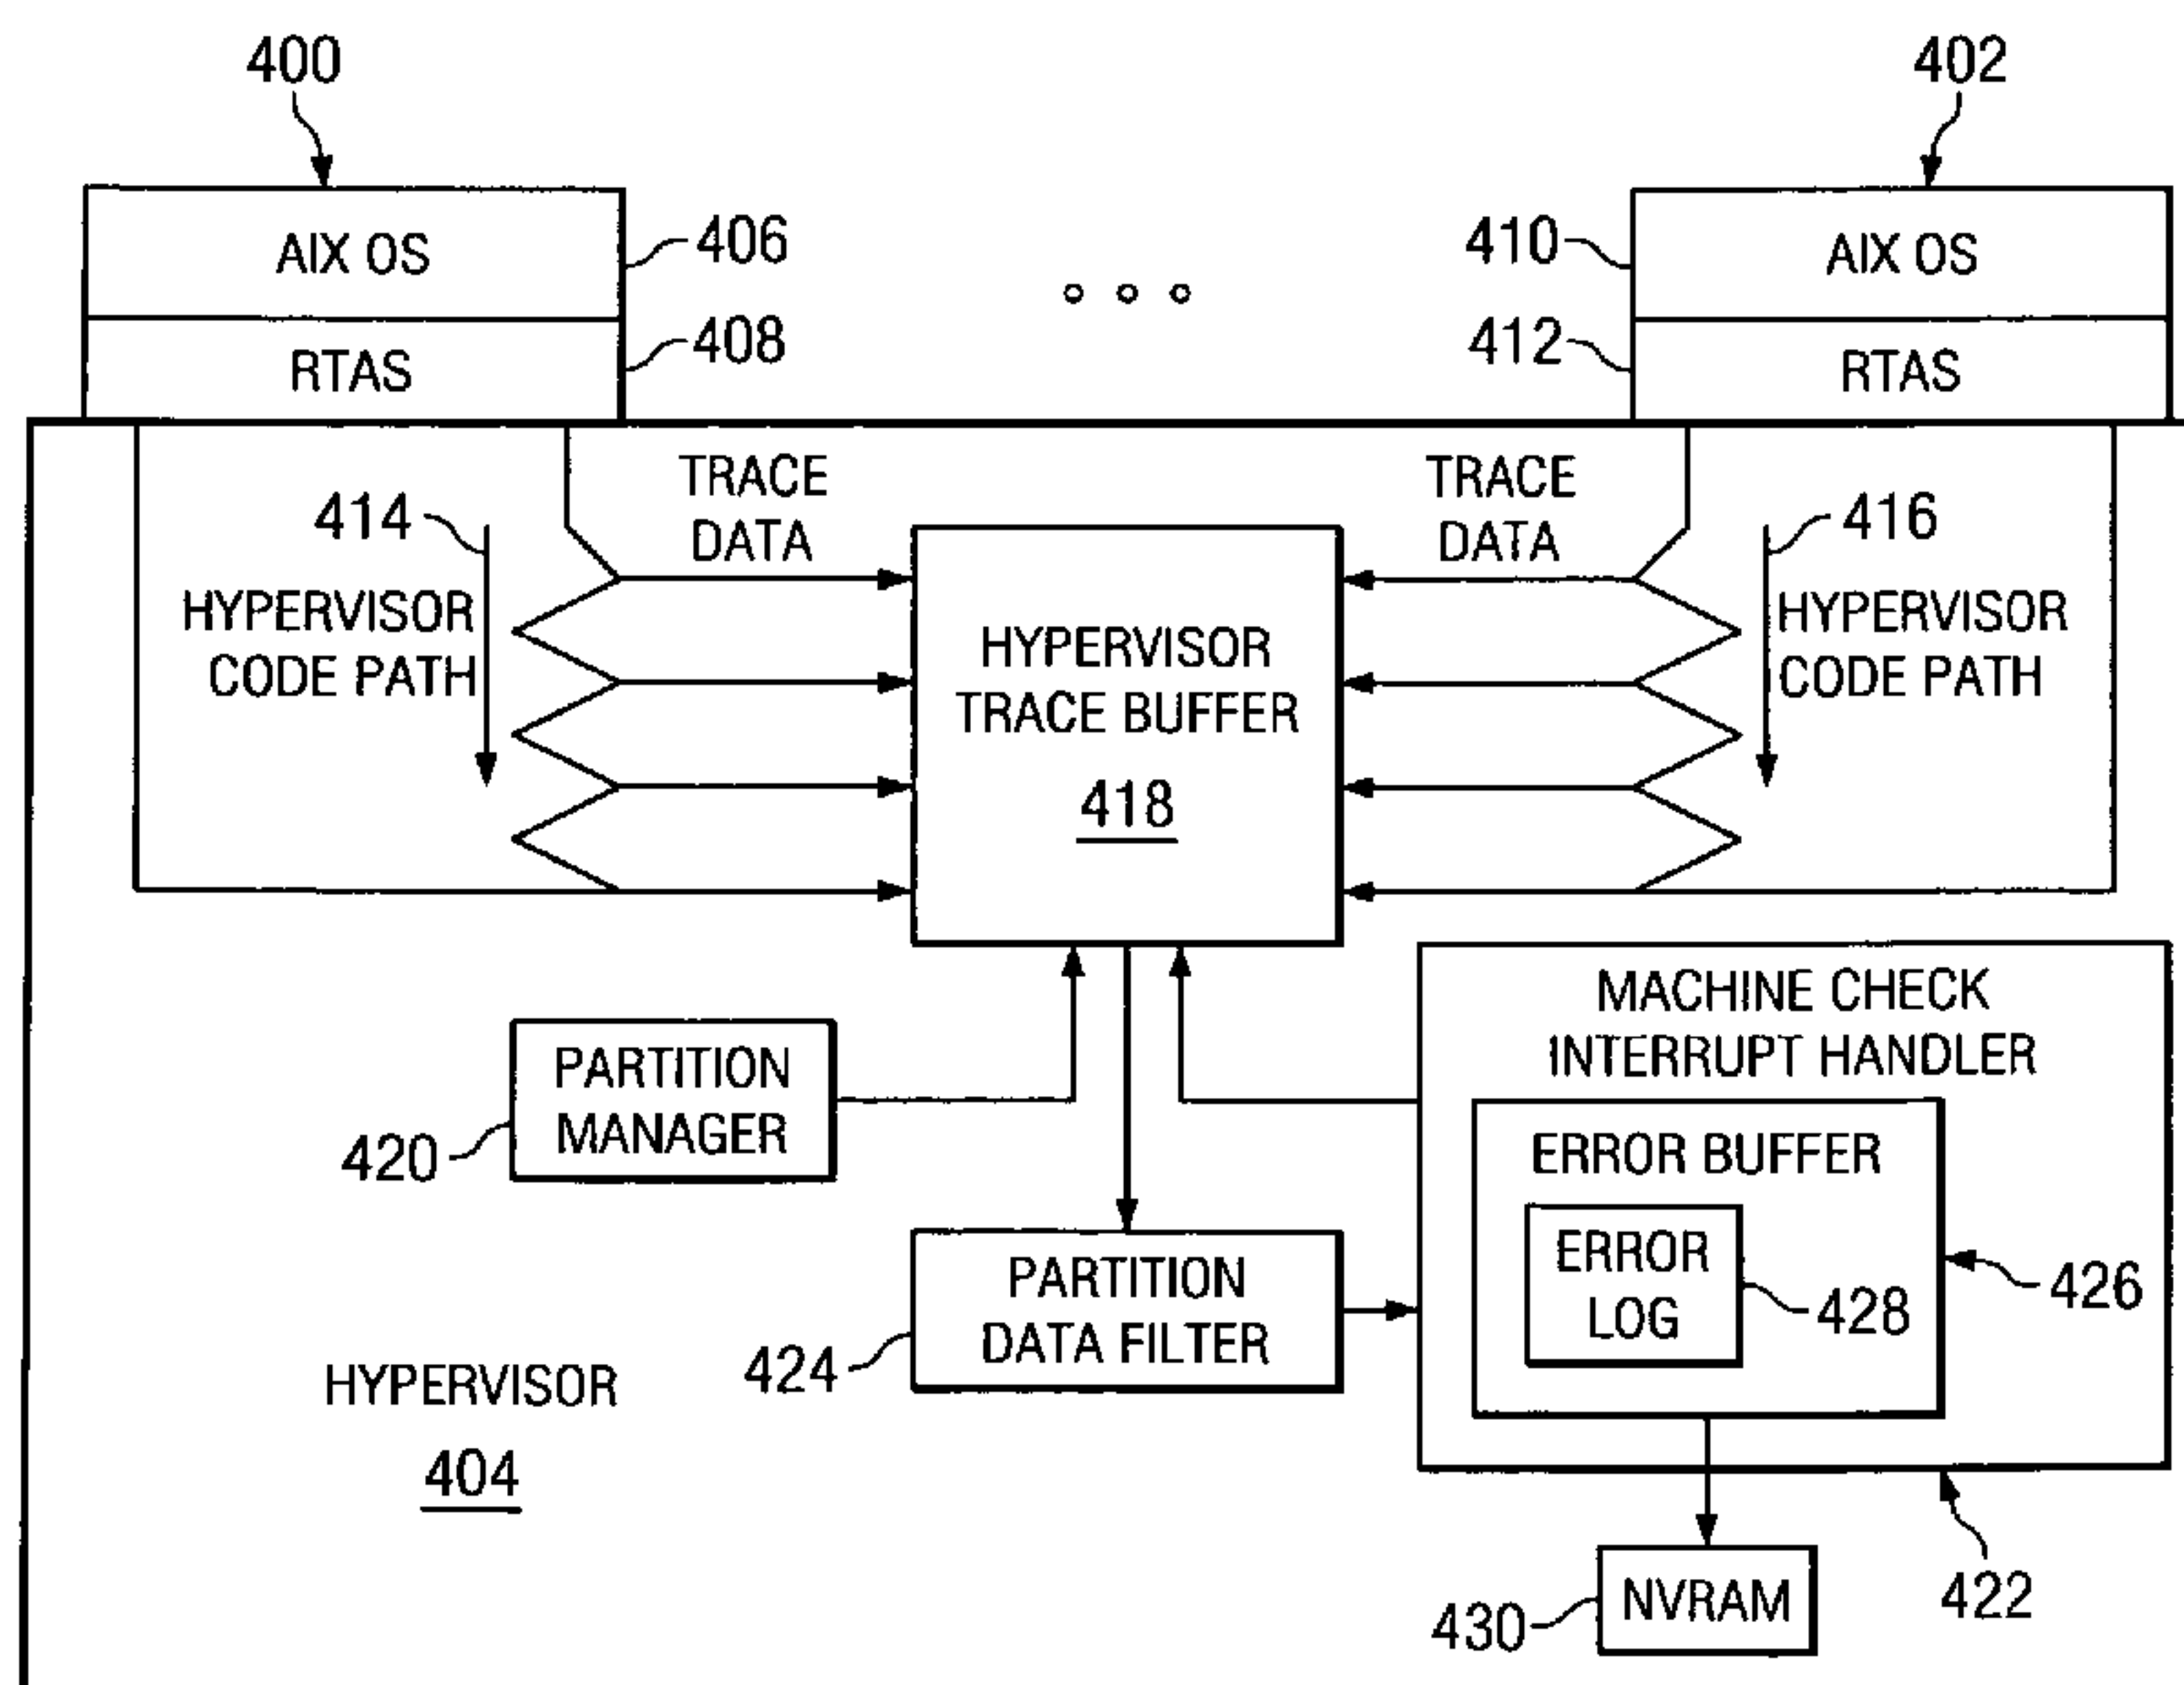 400
402
AIX OS
406
410
AIX OS
RTAS
408
412
RTAS
TRACE
DATA
TRACE
DATA
414
416
HYPERVISOR
CODE PATH
HYPERVISOR
CODE PATH
HYPERVISOR
TRACE BUFFER
418
MACHINE CHECK
INTERRUPT HANDLER
PARTITION
MANAGER
420
ERROR BUFFER
ERROR
LOG
428
426
PARTITION
DATA FILTER
424
HYPERVISOR
404
NVRAM
430
422